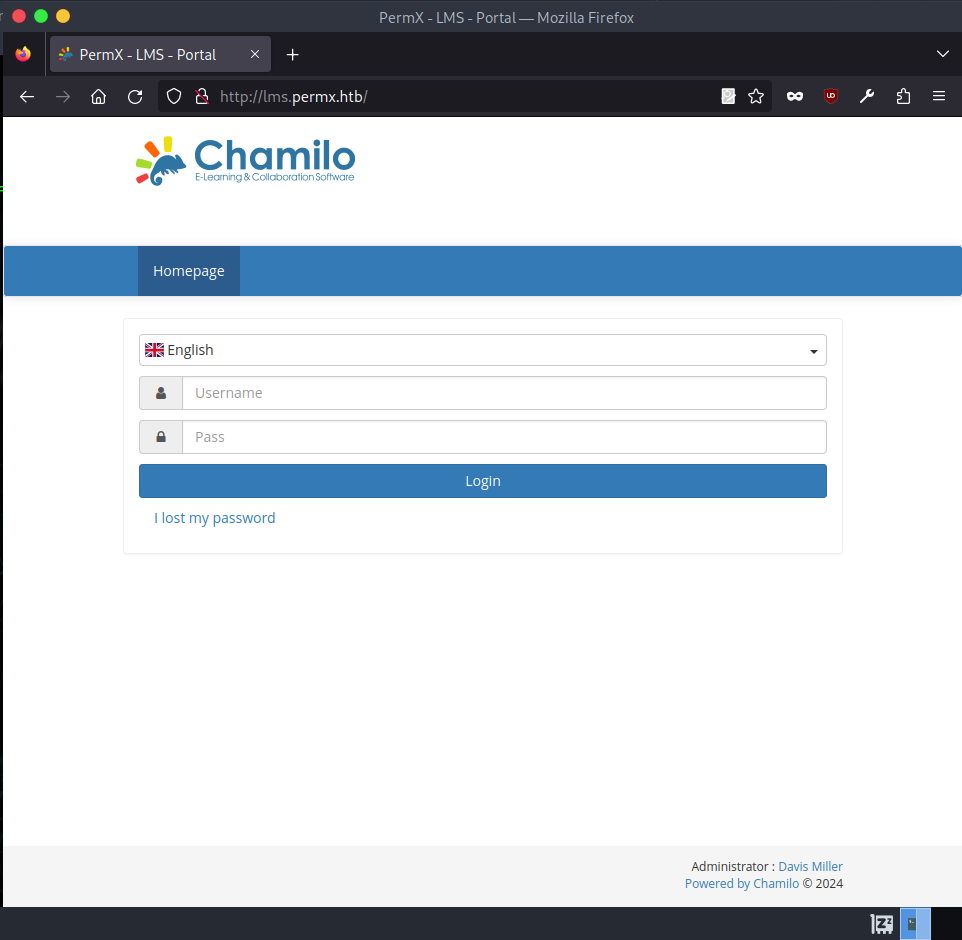 PermX - LMS - Portal — Mozilla Firefox
PermX - LMS - Portal
http://lms.permx.htb/
Chamilo
E-Learning & Collaboration Software
Homepage
English
Username
Pass
Login
I lost my password
Administrator : Davis Miller
Powered by Chamilo © 2024